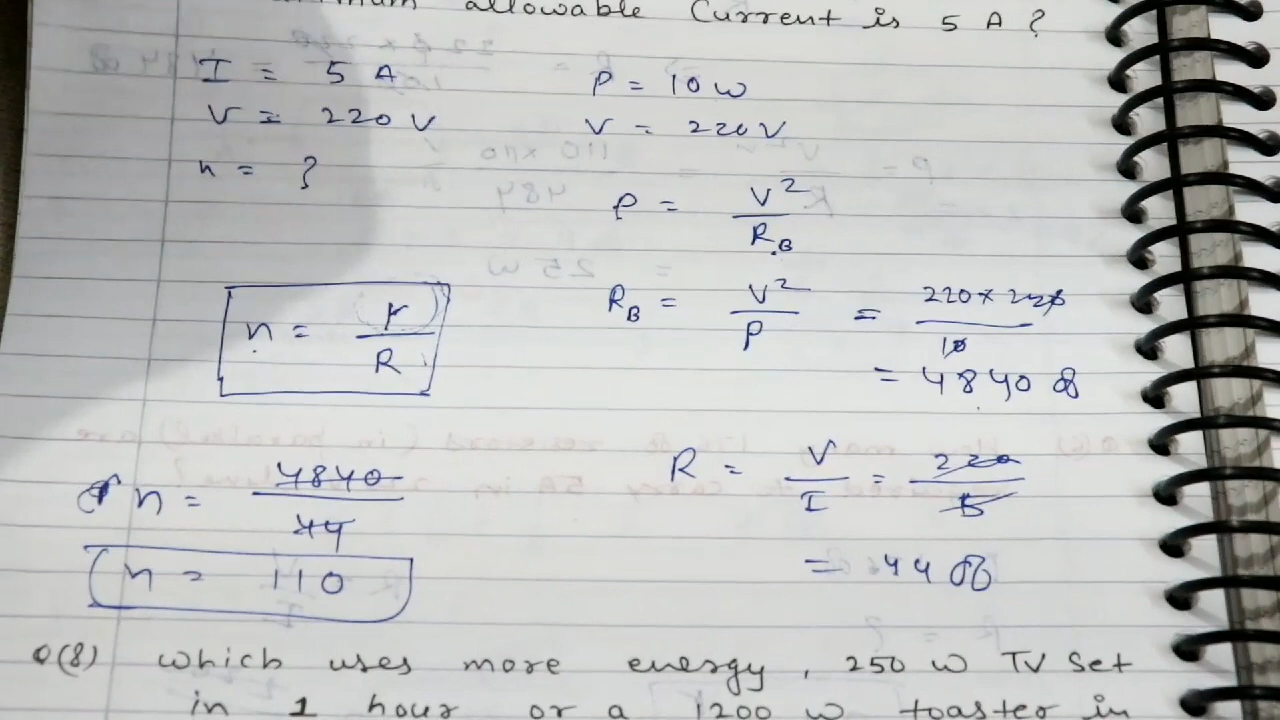 allowable Current is 5 A ?
I = 5 A
P = 10 w
V = 220 V
V = 220 V
n = ?
P = V² / R_B
R_B = V² / P = 220 × 220 / 10
n = r / R
= 4840 Ω
R = V / I = 220 / 5
n = 4840 / 44
= 44 Ω
n = 110
Q(8) which uses more energy, 250 w TV set
in 1 hour or a 1200 w toaster in